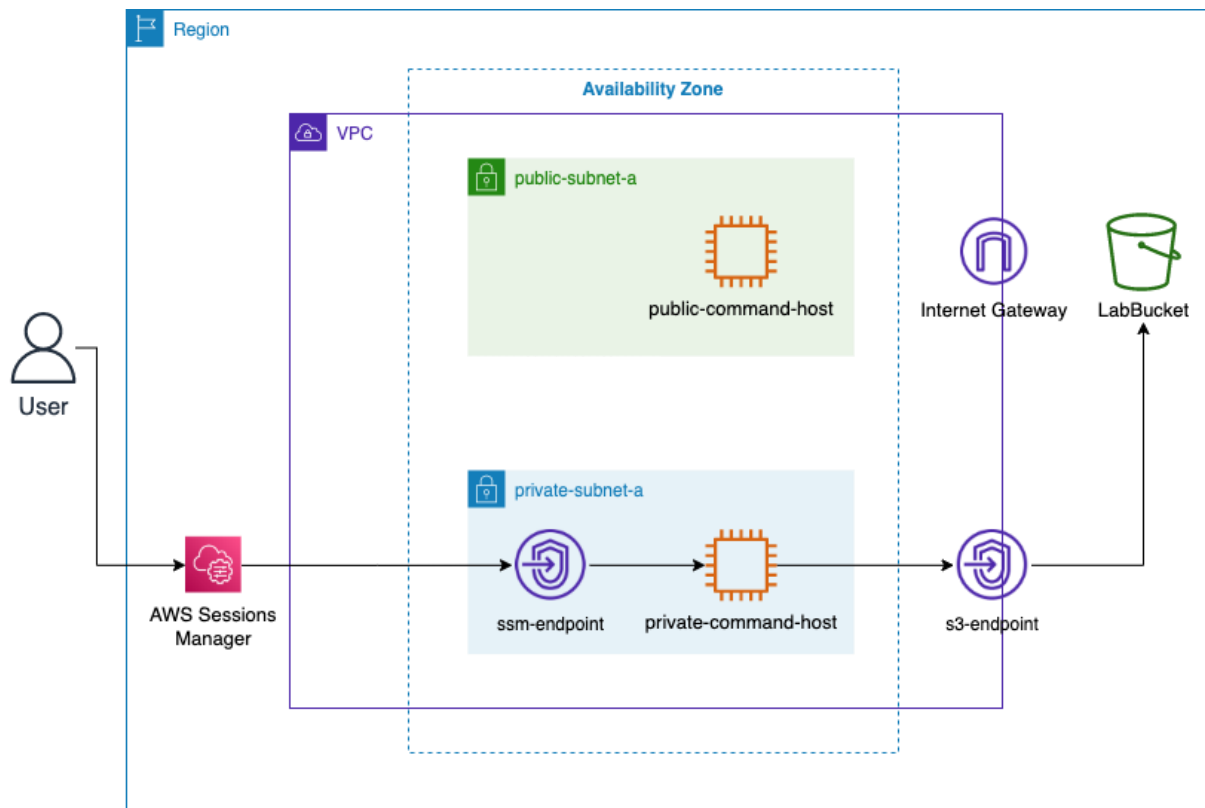 Region
Availability Zone
VPC
public-subnet-a
public-command-host
Internet Gateway
LabBucket
User
private-subnet-a
AWS Sessions
Manager
ssm-endpoint
private-command-host
s3-endpoint